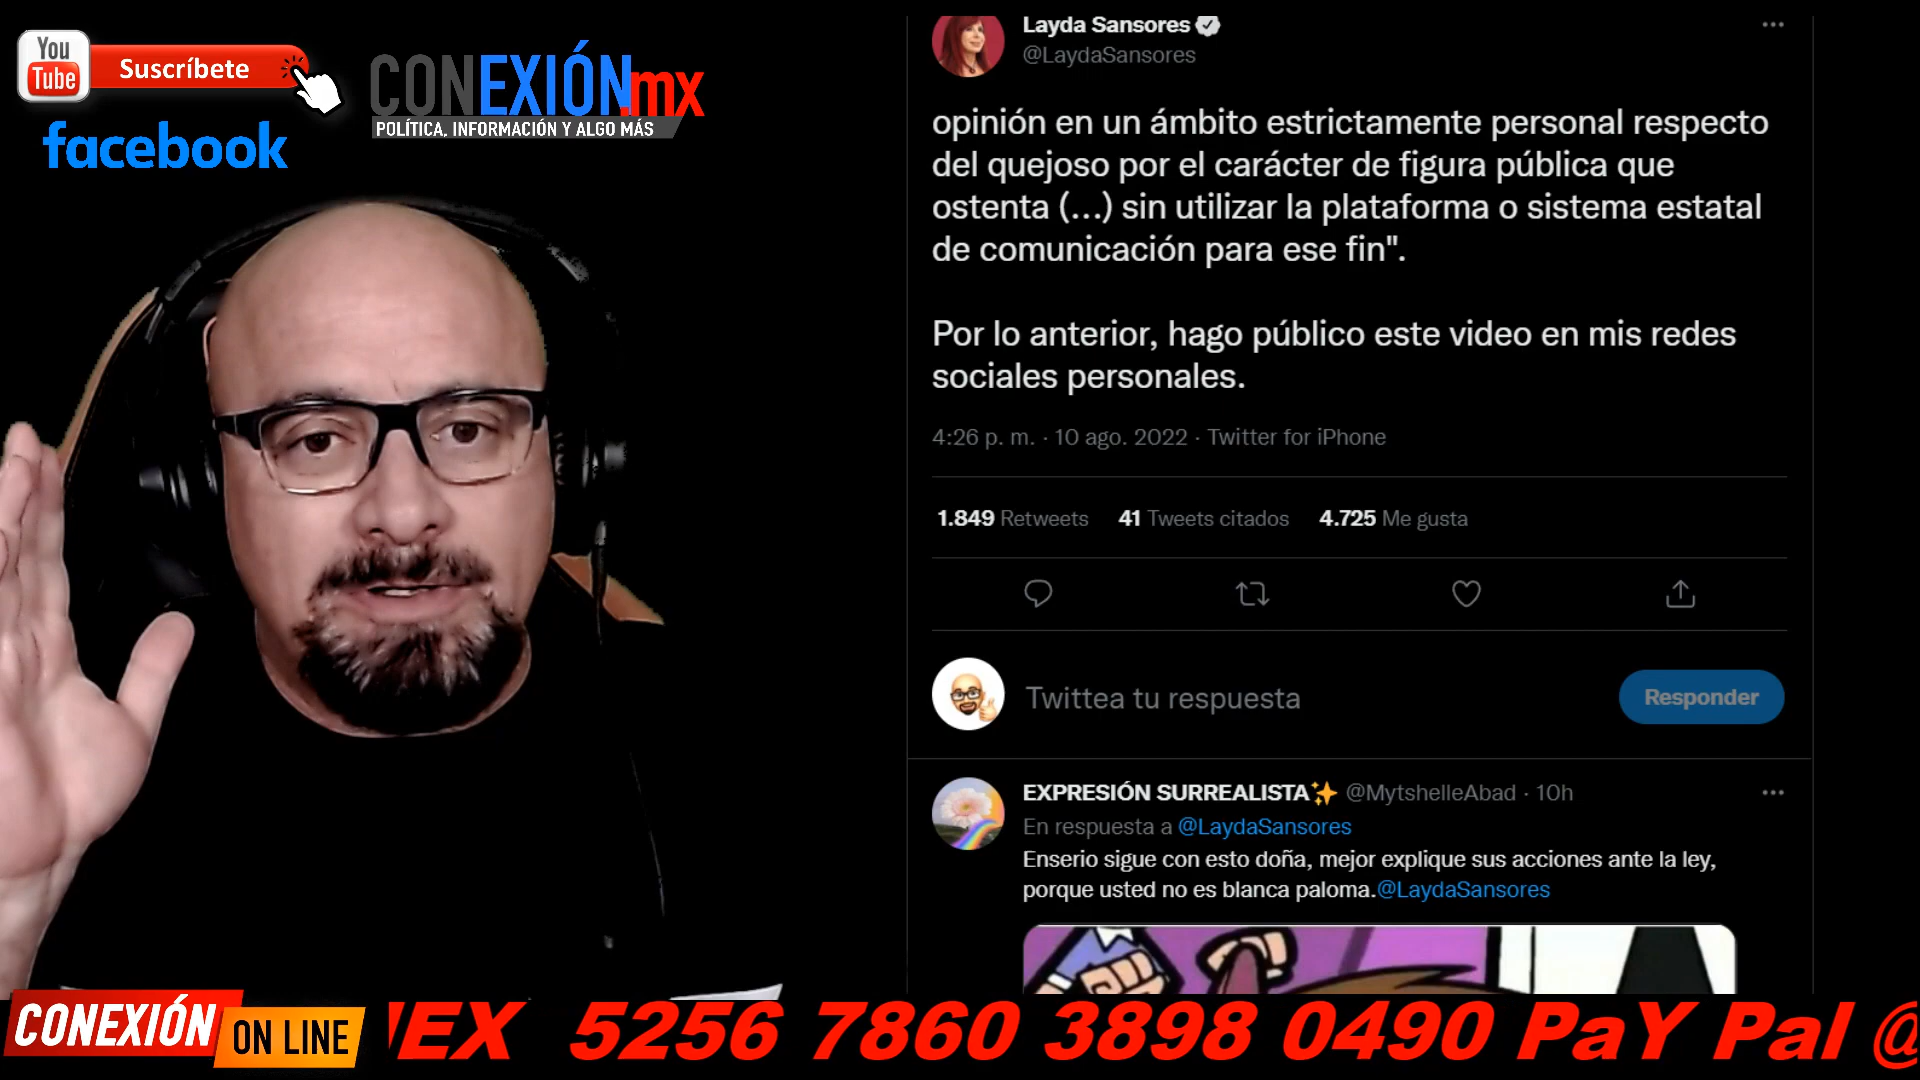 You
Tube
Suscríbete
facebook
CONEXIÓN.mx
POLÍTICA, INFORMACIÓN Y ALGO MÁS
Layda Sansores
@LaydaSansores
opinión en un ámbito estrictamente personal respecto
del quejoso por el carácter de figura pública que
ostenta (...) sin utilizar la plataforma o sistema estatal
de comunicación para ese fin".
Por lo anterior, hago público este video en mis redes
sociales personales.
4:26 p. m. · 10 ago. 2022 · Twitter for iPhone
1.849 Retweets 41 Tweets citados 4.725 Me gusta
Twittea tu respuesta
Responder
EXPRESIÓN SURREALISTA✨ @MytshelleAbad · 10h
En respuesta a @LaydaSansores
Enserio sigue con esto doña, mejor explique sus acciones ante la ley,
porque usted no es blanca paloma.@LaydaSansores
CONEXIÓN
ON LINE
EX 5256 7860 3898 0490 PaY Pal @